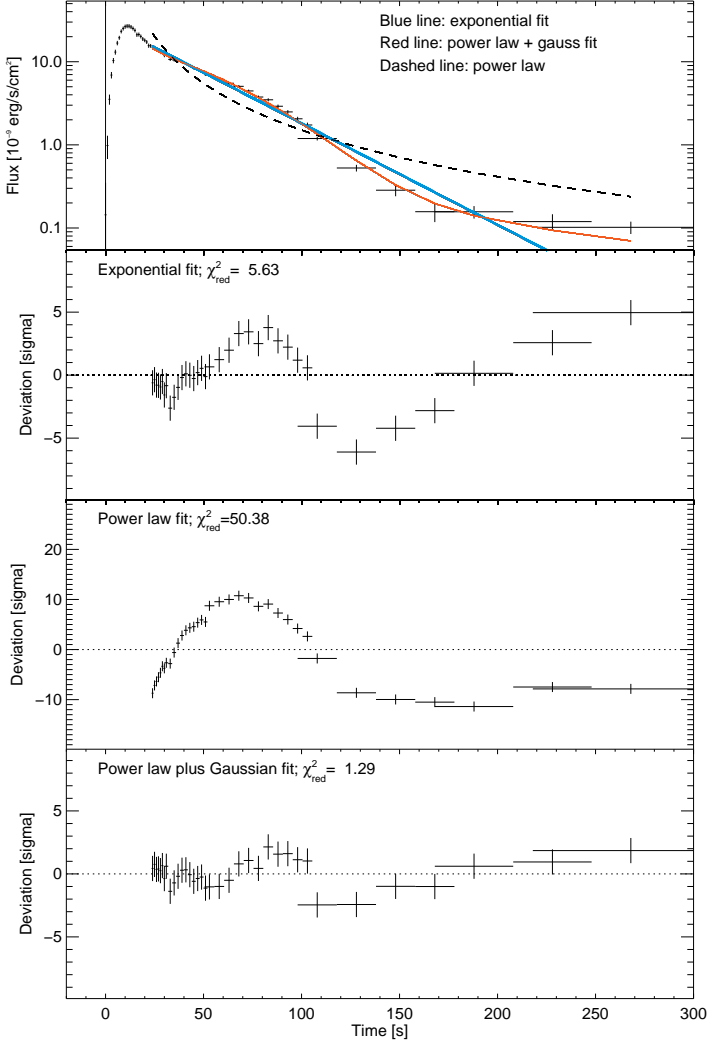 Blue line: exponential fit
Red line: power law + gauss fit
Dashed line: power law
10.0
1.0
0.1
Flux [10⁻⁹ erg/s/cm²]
Exponential fit; χ²red= 5.63
5
0
−5
Deviation [sigma]
Power law fit; χ²red=50.38
20
10
0
−10
Deviation [sigma]
Power law plus Gaussian fit; χ²red= 1.29
5
0
−5
Deviation [sigma]
0 50 100 150 200 250 300
Time [s]